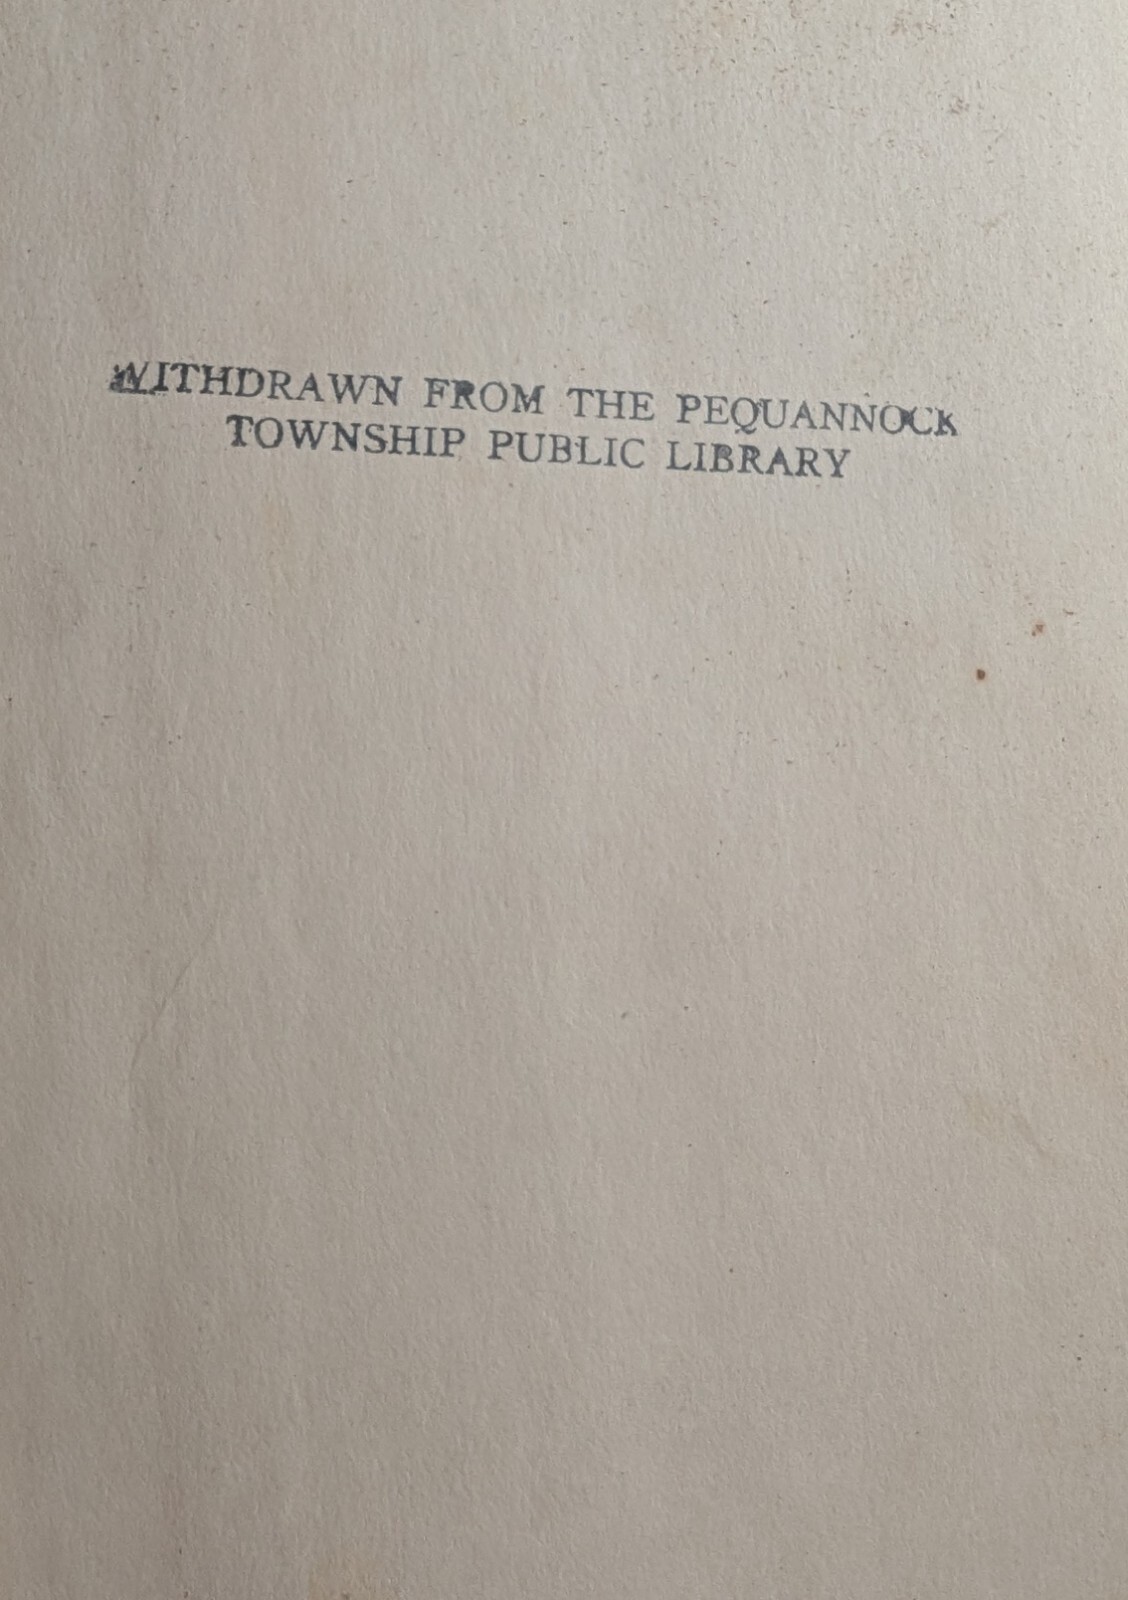 WITHDRAWN FROM THE PEQUANNOCK
TOWNSHIP PUBLIC LIBRARY